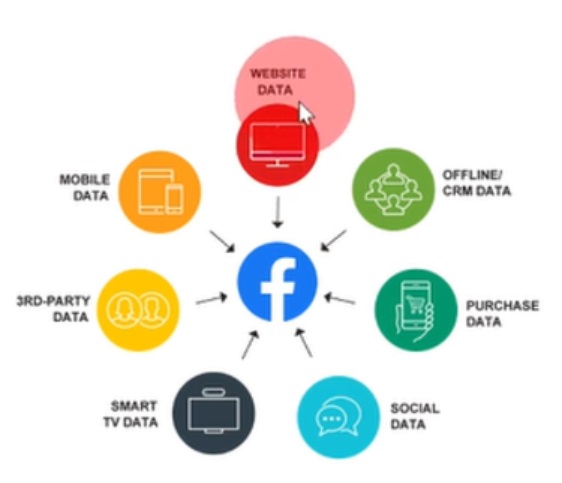 WEBSITE
DATA
MOBILE
DATA
OFFLINE/
CRM DATA
3RD-PARTY
DATA
PURCHASE
DATA
SMART
TV DATA
SOCIAL
DATA